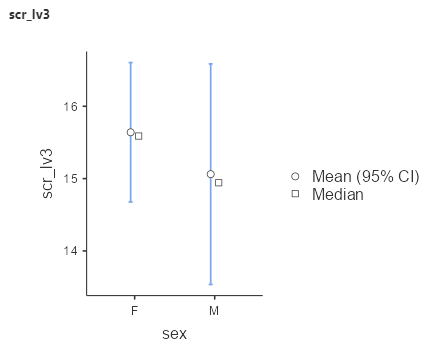 scr_lv3
16
15
14
scr_lv3
F
M
sex
Mean (95% CI)
Median